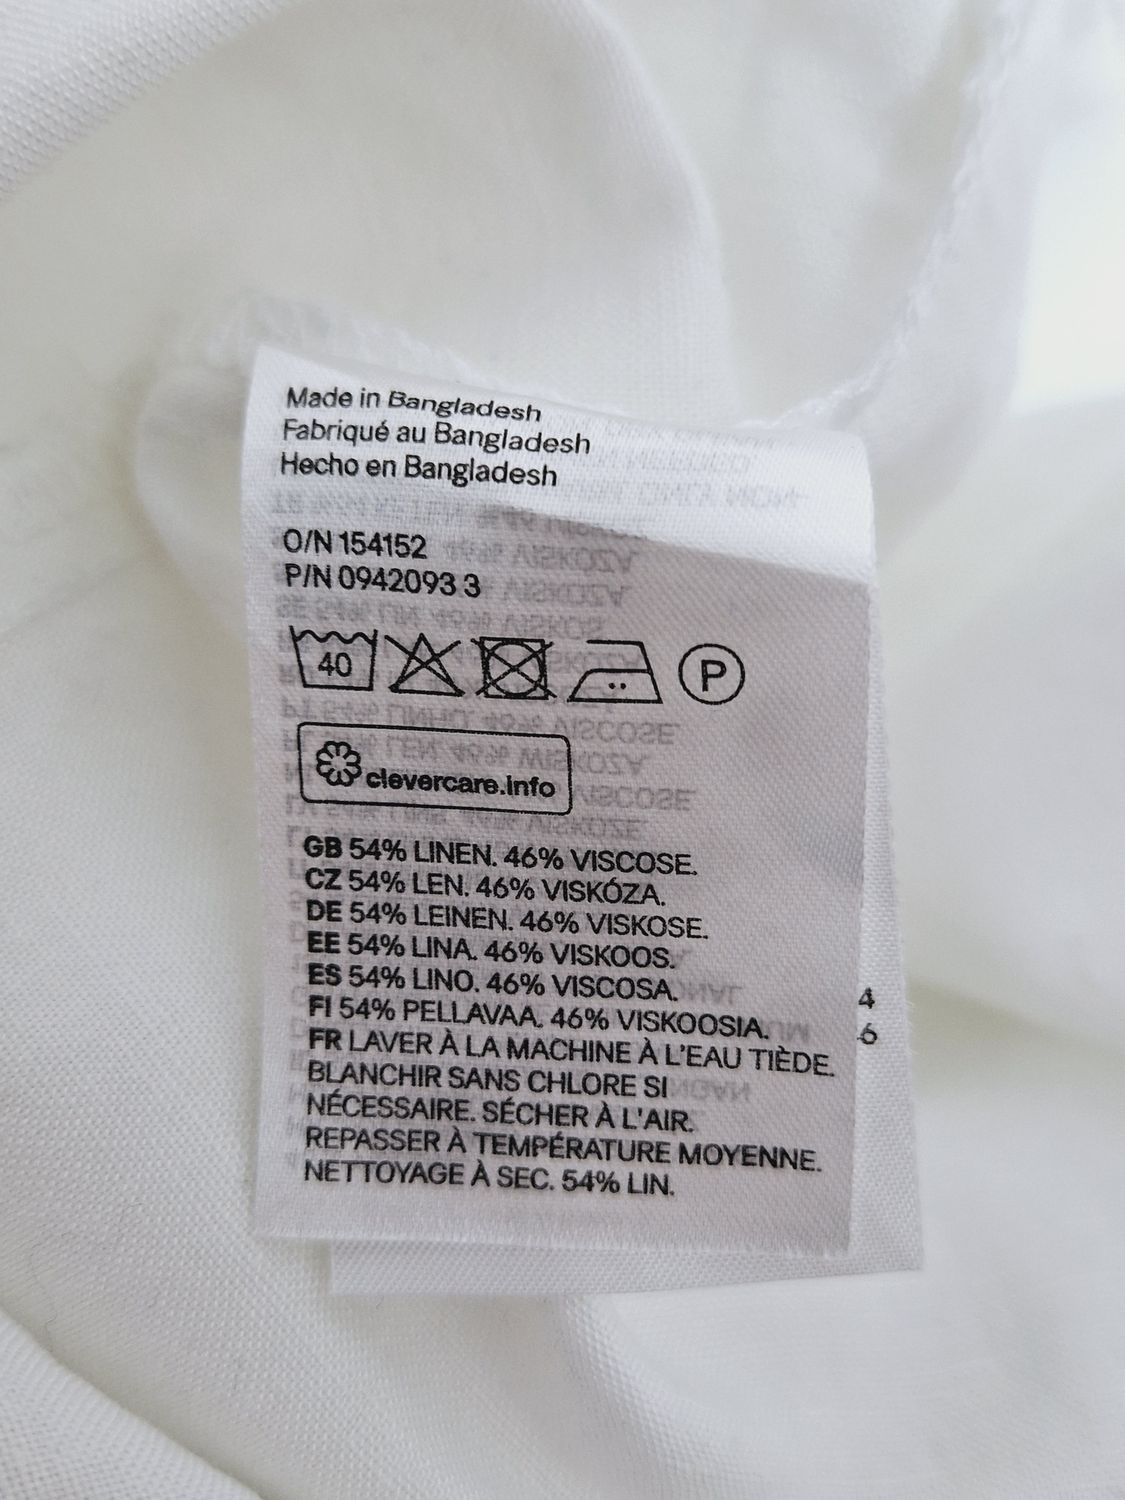 Made in Bangladesh
Fabriqué au Bangladesh
Hecho en Bangladesh
O/N 154152
P/N 0942093 3
40 P
clevercare.info
GB 54% LINEN. 46% VISCOSE.
CZ 54% LEN. 46% VISKÓZA.
DE 54% LEINEN. 46% VISKOSE.
EE 54% LINA. 46% VISKOOS.
ES 54% LINO. 46% VISCOSA.
FI 54% PELLAVAA. 46% VISKOOSIA.
FR LAVER À LA MACHINE À L'EAU TIÈDE.
BLANCHIR SANS CHLORE SI
NÉCESSAIRE. SÉCHER À L'AIR.
REPASSER À TEMPÉRATURE MOYENNE.
NETTOYAGE À SEC. 54% LIN.
4
6